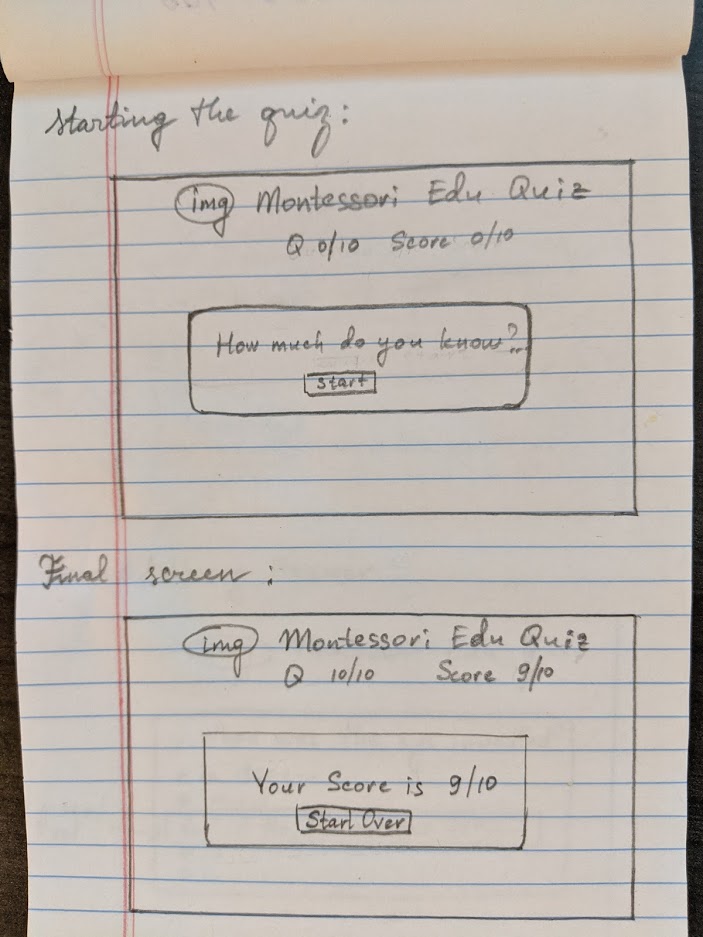 Starting the quiz:
img Montessori Edu Quiz
Q 0/10 Score 0/10
How much do you know?
Start
Final screen:
img Montessori Edu Quiz
Q 10/10 Score 9/10
Your Score is 9/10
Start Over